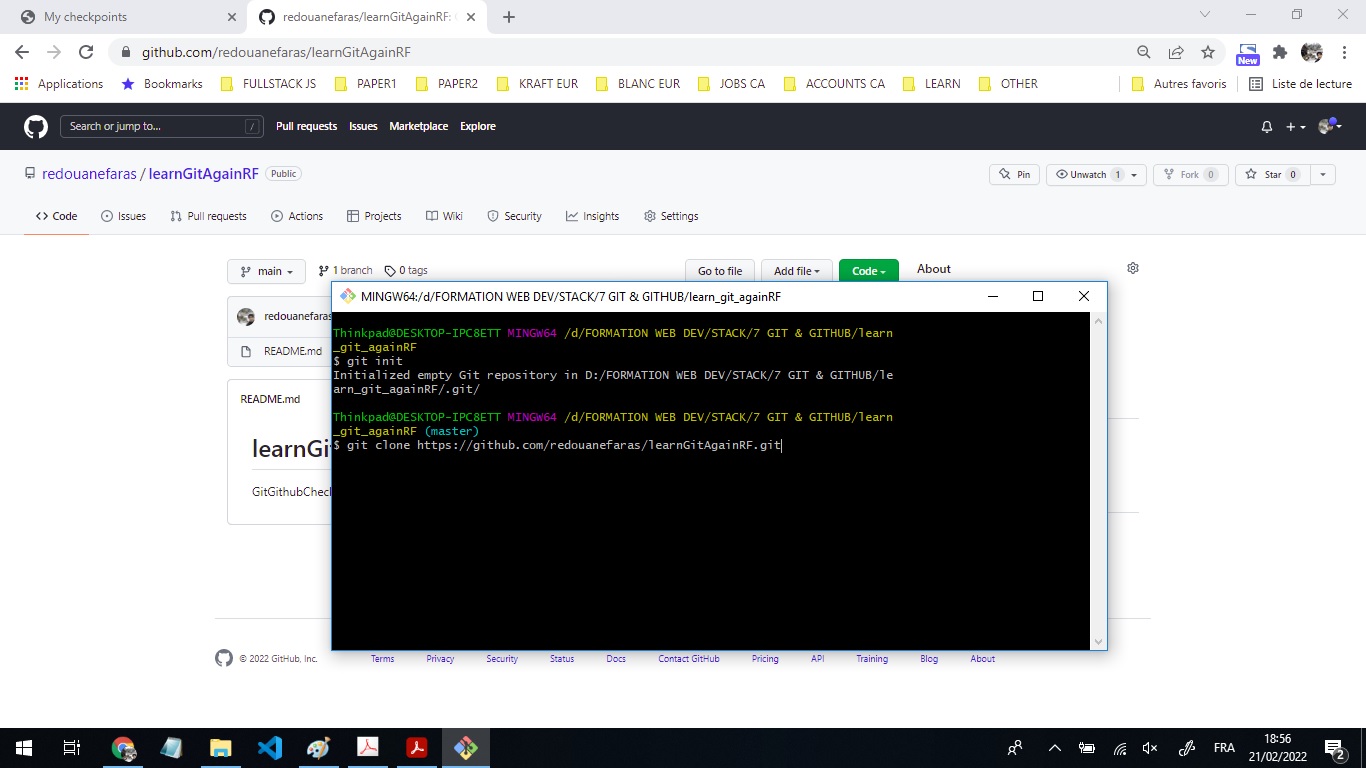 My checkpoints
redouanefaras/learnGitAgainRF:
github.com/redouanefaras/learnGitAgainRF
New
Applications
Bookmarks
FULLSTACK JS
PAPER1
PAPER2
KRAFT EUR
BLANC EUR
JOBS CA
ACCOUNTS CA
LEARN
OTHER
Autres favoris
Liste de lecture
Search or jump to...
/
Pull requests
Issues
Marketplace
Explore
redouanefaras / learnGitAgainRF
Public
Pin
Unwatch 1
Fork 0
Star 0
Code
Issues
Pull requests
Actions
Projects
Wiki
Security
Insights
Settings
main
1 branch
0 tags
Go to file
Add file
Code
About
redouanefaras
README.md
README.md
learnGi
GitGithubChec
MINGW64:/d/FORMATION WEB DEV/STACK/7 GIT & GITHUB/learn_git_againRF
Thinkpad@DESKTOP-IPC8ETT MINGW64 /d/FORMATION WEB DEV/STACK/7 GIT & GITHUB/learn
_git_againRF
$ git init
Initialized empty Git repository in D:/FORMATION WEB DEV/STACK/7 GIT & GITHUB/le
arn_git_againRF/.git/
Thinkpad@DESKTOP-IPC8ETT MINGW64 /d/FORMATION WEB DEV/STACK/7 GIT & GITHUB/learn
_git_againRF (master)
$ git clone https://github.com/redouanefaras/learnGitAgainRF.git
© 2022 GitHub, Inc.
Terms
Privacy
Security
Status
Docs
Contact GitHub
Pricing
API
Training
Blog
About
FRA
18:56
21/02/2022
2